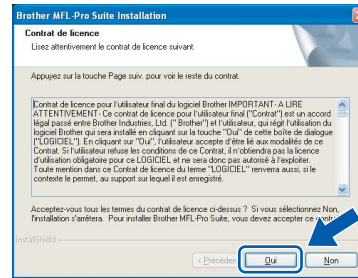 Brother MFL-Pro Suite Installation
Contrat de licence
Lisez attentivement le contrat de licence suivant.
Appuyez sur la touche Page suiv. pour voir le reste du contrat.
Contrat de licence pour l'utilisateur final du logiciel Brother IMPORTANT - A LIRE
ATTENTIVEMENT - Ce contrat de licence pour l'utilisateur final ("Contrat") est un accord
légal passé entre Brother Industries, Ltd. ("Brother") et l'utilisateur, qui régit l'utilisation du
logiciel Brother qui sera installé en cliquant sur la touche "Oui" de cette boîte de dialogue
("LOGICIEL"). En cliquant sur "Oui", l'utilisateur accepte d'être lié aux modalités de ce
Contrat. Si l'utilisateur refuse les conditions de ce Contrat, il n'obtiendra pas la licence
d'utilisation obligatoire pour ce LOGICIEL et ne sera donc pas autorisé à l'exploiter.
Toute mention dans ce Contrat de licence du terme "LOGICIEL" renverra aussi, si le
contexte le permet, au support sur lequel il est enregistré.
Acceptez-vous tous les termes du contrat de licence ci-dessus ? Si vous sélectionnez Non,
l'installation s'arrêtera. Pour installer Brother MFL-Pro Suite, vous devez accepter ce
InstallShield
< Précéden Oui Non